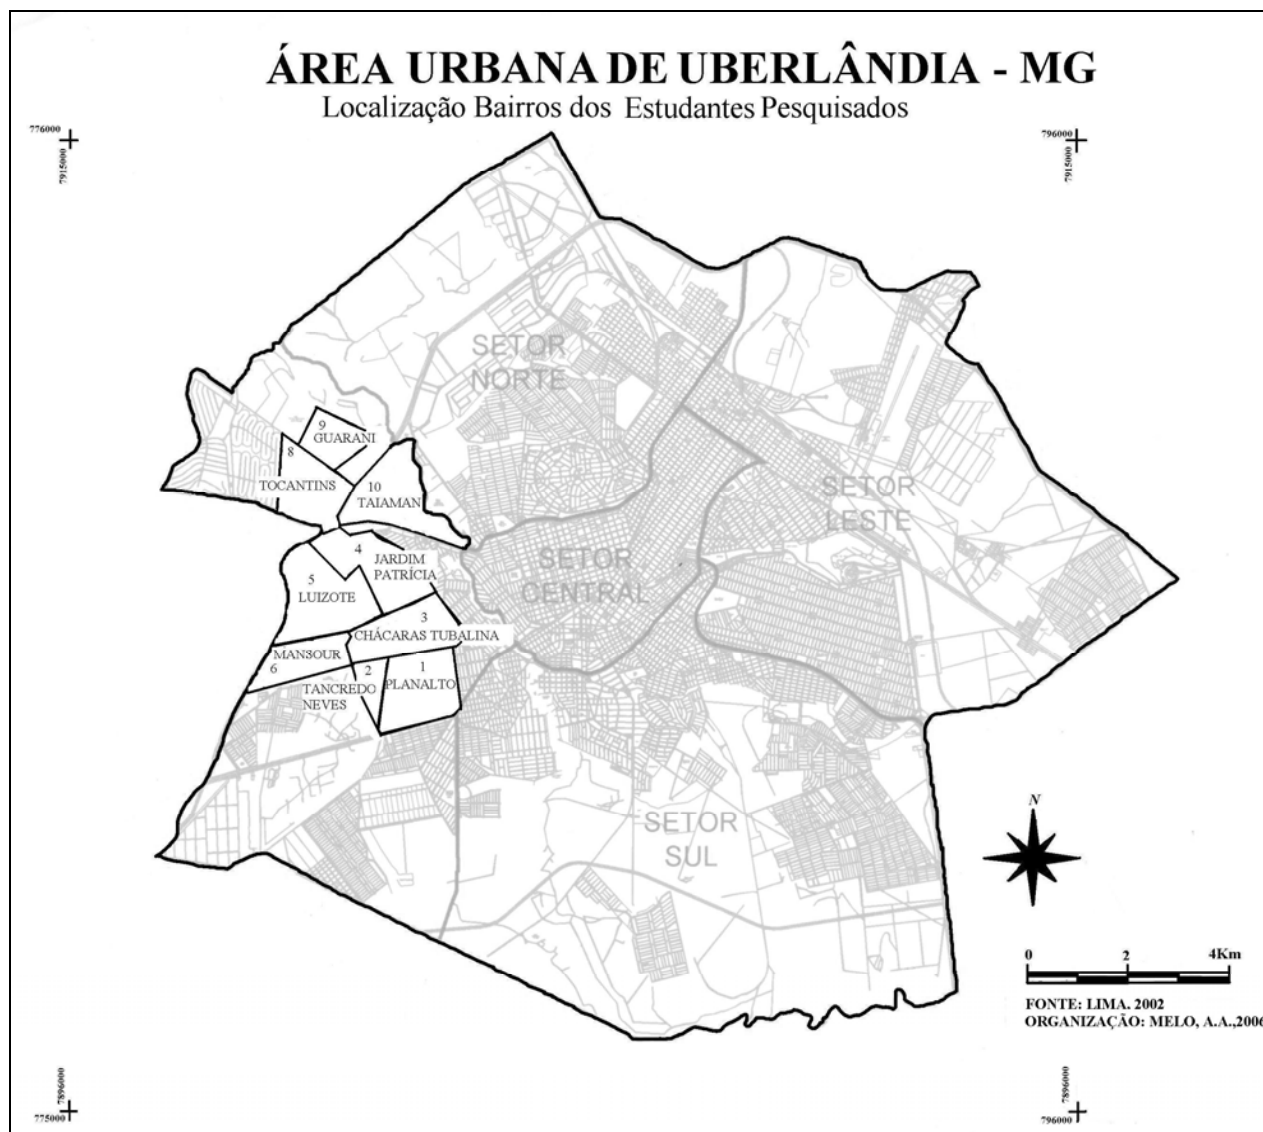 ÁREA URBANA DE UBERLÂNDIA - MG
Localização Bairros dos Estudantes Pesquisados
776000
7915000
796000
7915000
SETOR
NORTE
9
GUARANI
8
TOCANTINS
10
TAIAMAN
SETOR
LESTE
4
JARDIM
PATRÍCIA
SETOR
CENTRAL
5
LUIZOTE
3
CHÁCARAS TUBALINA
MANSOUR
6
2
TANCREDO
NEVES
1
PLANALTO
SETOR
SUL
N
0 2 4Km
FONTE: LIMA. 2002
ORGANIZAÇÃO: MELO, A.A.,2006
7896000
775000
7896000
796000